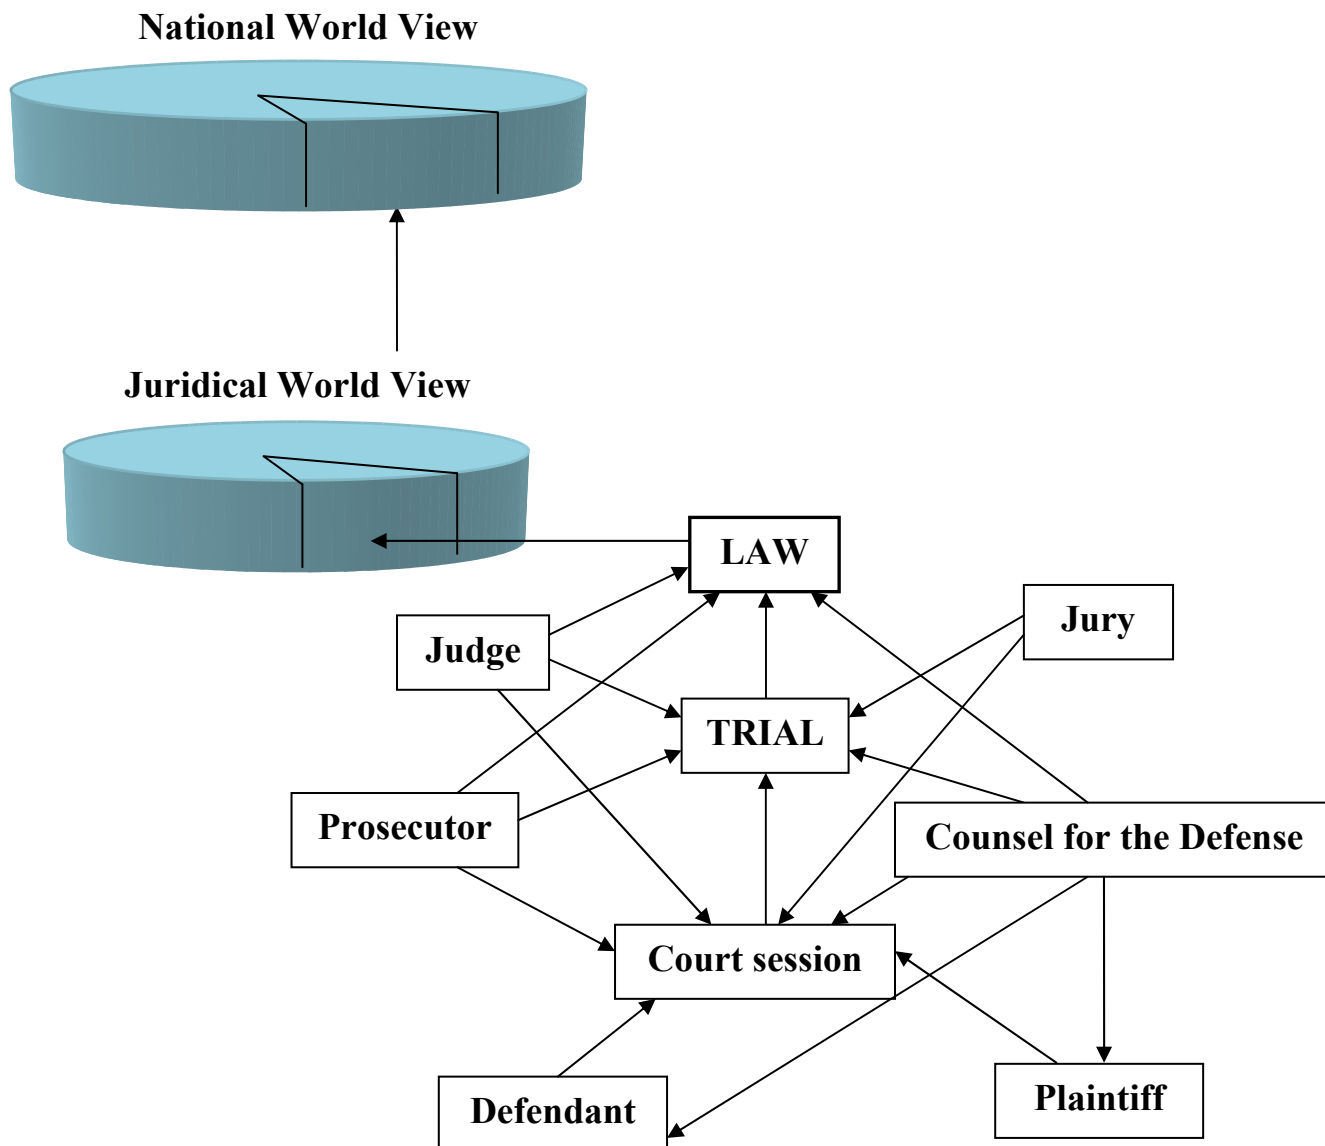 National World View
Juridical World View
LAW
Jury
Judge
TRIAL
Prosecutor
Counsel for the Defense
Court session
Plaintiff
Defendant